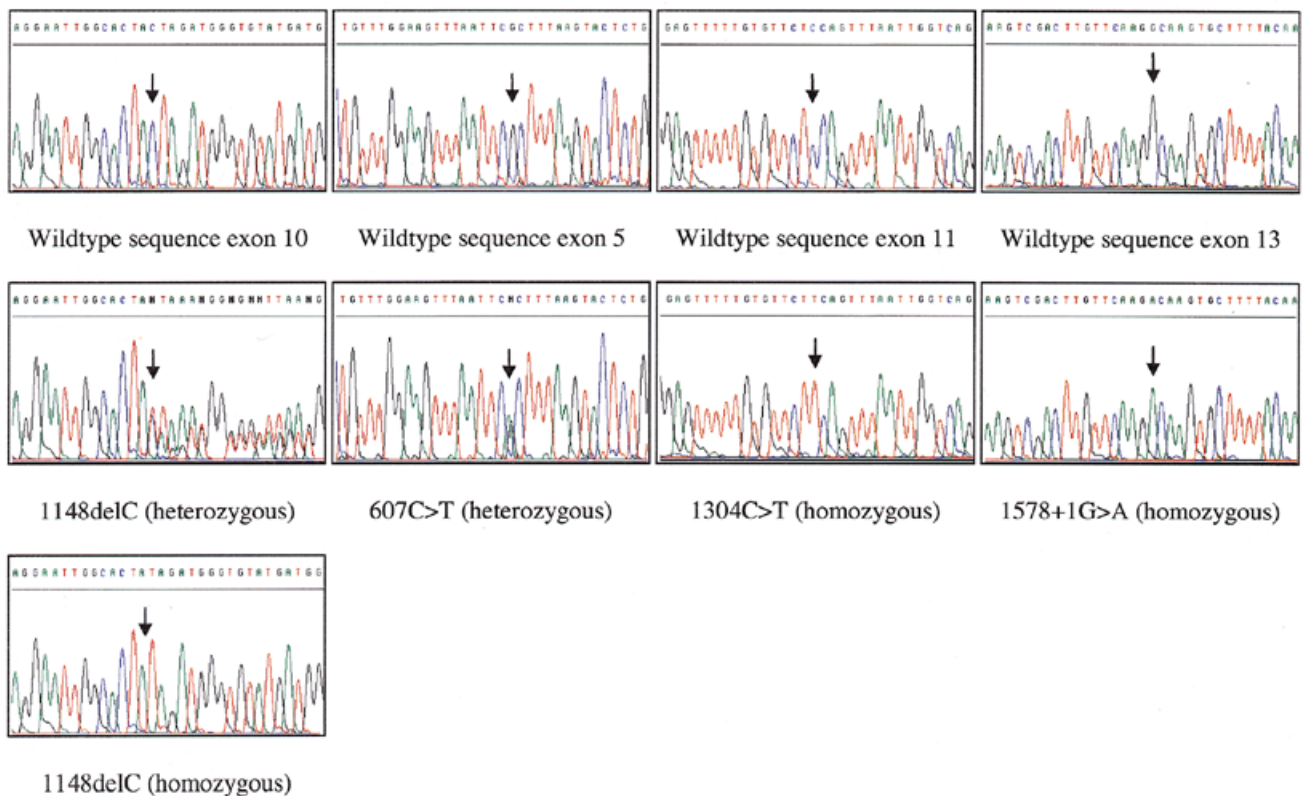 AGGAATTGGCACTACTAGATGGGTGTATGATG
TGTTTGGAAGTTTAATTCGCTTTAAGTACTCTG
GAGTTTTTGTGTTCTCCAGTTTAATTGGTCAG
AAGTCGACTTGTTCAAGGCAAGTGCTTTTACAA
Wildtype sequence exon 10
Wildtype sequence exon 5
Wildtype sequence exon 11
Wildtype sequence exon 13
AGGAATTGGCACTANTAAANGGNGNNTTAANG
TGTTTGGAAGTTTAATTCNCTTTAAGTACTCTG
GAGTTTTTGTGTTCTTCAGTTTAATTGGTCAG
AAGTCGACTTGTTCAAGACAAGTGCTTTTACAA
1148delC (heterozygous)
607C>T (heterozygous)
1304C>T (homozygous)
1578+1G>A (homozygous)
AGGAATTGGCACTATAGATGGGTGTATGATGG
1148delC (homozygous)